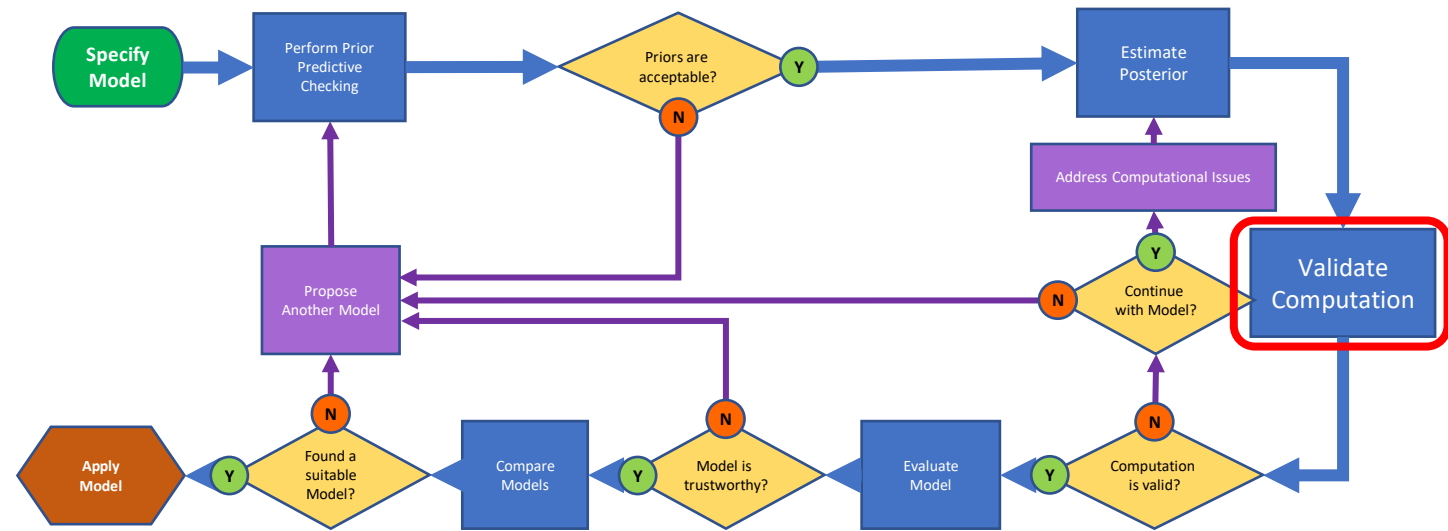 Specify
Model
Perform Prior
Predictive
Checking
Priors are
acceptable?
Y
N
Estimate
Posterior
Address Computational Issues
Y
Validate
Computation
Propose
Another Model
N
Continue
with Model?
N
N
N
Apply
Model
Y
Found a
suitable
Model?
Compare
Models
Y
Model is
trustworthy?
Evaluate
Model
Y
Computation
is valid?